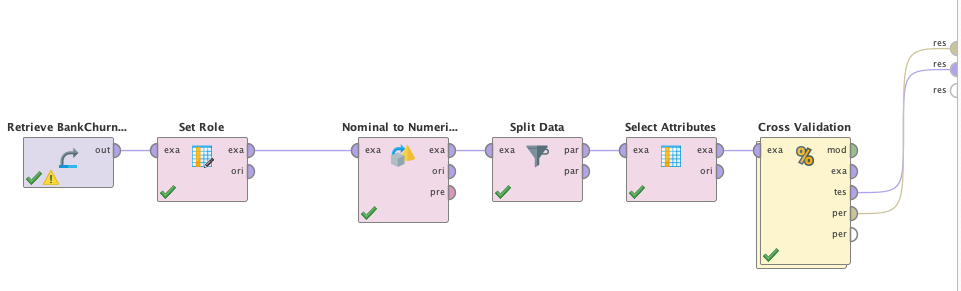 res
res
res
Retrieve BankChurn...
out
Set Role
exa
exa
ori
Nominal to Numeri...
exa
exa
ori
pre
Split Data
exa
par
par
Select Attributes
exa
exa
ori
Cross Validation
exa
mod
exa
tes
per
per